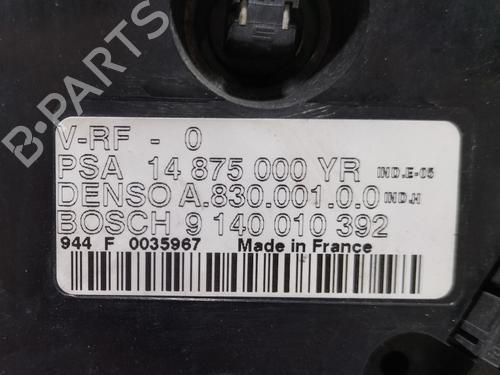 B-PARTS
V-RF - 0
PSA 14 875 000 YR IND.E-05
DENSO A.830.001.0.0 IND.H
BOSCH 9 140 010 392
944 F 0035967 Made in France